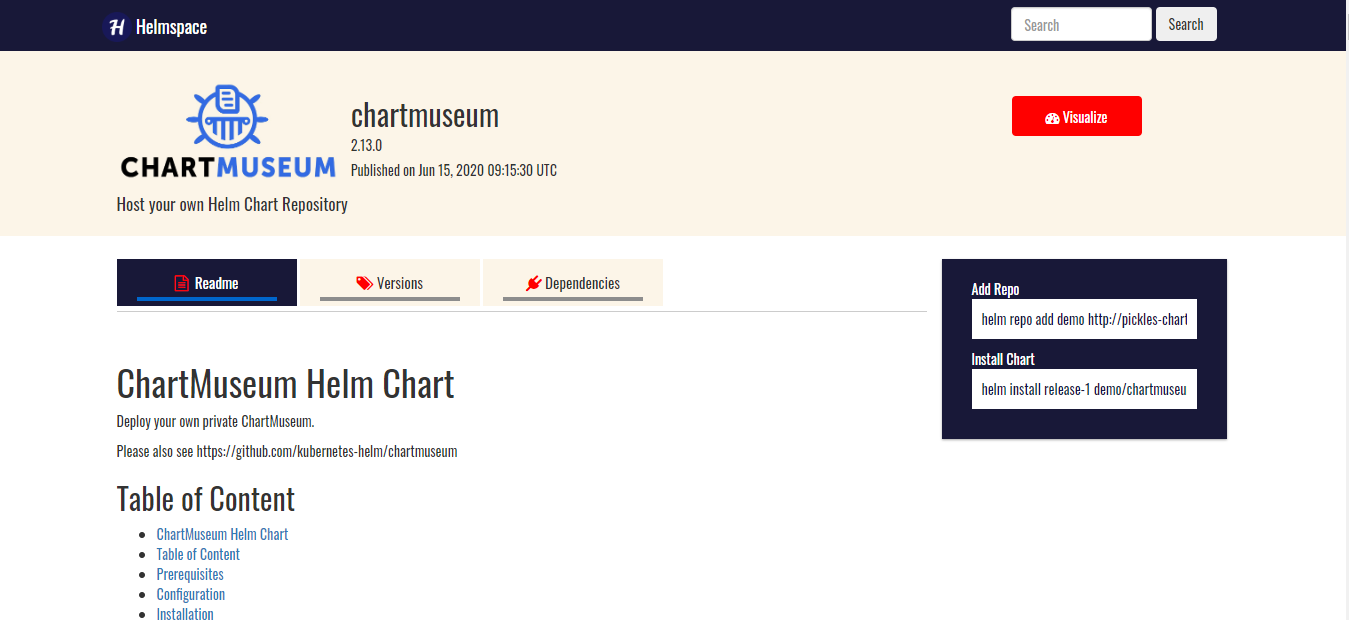 H Helmspace
Search
Search
CHARTMUSEUM
chartmuseum
2.13.0
Published on Jun 15, 2020 09:15:30 UTC
Host your own Helm Chart Repository
Visualize
Readme
Versions
Dependencies
Add Repo
helm repo add demo http://pickles-chart
Install Chart
helm install release-1 demo/chartmuseu
ChartMuseum Helm Chart
Deploy your own private ChartMuseum.
Please also see https://github.com/kubernetes-helm/chartmuseum
Table of Content
ChartMuseum Helm Chart
Table of Content
Prerequisites
Configuration
Installation